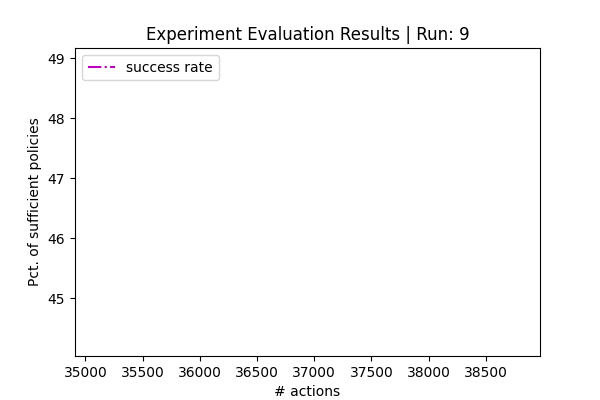 Experiment Evaluation Results | Run: 9
success rate
Pct. of sufficient policies
49
48
47
46
45
35000 35500 36000 36500 37000 37500 38000 38500
# actions